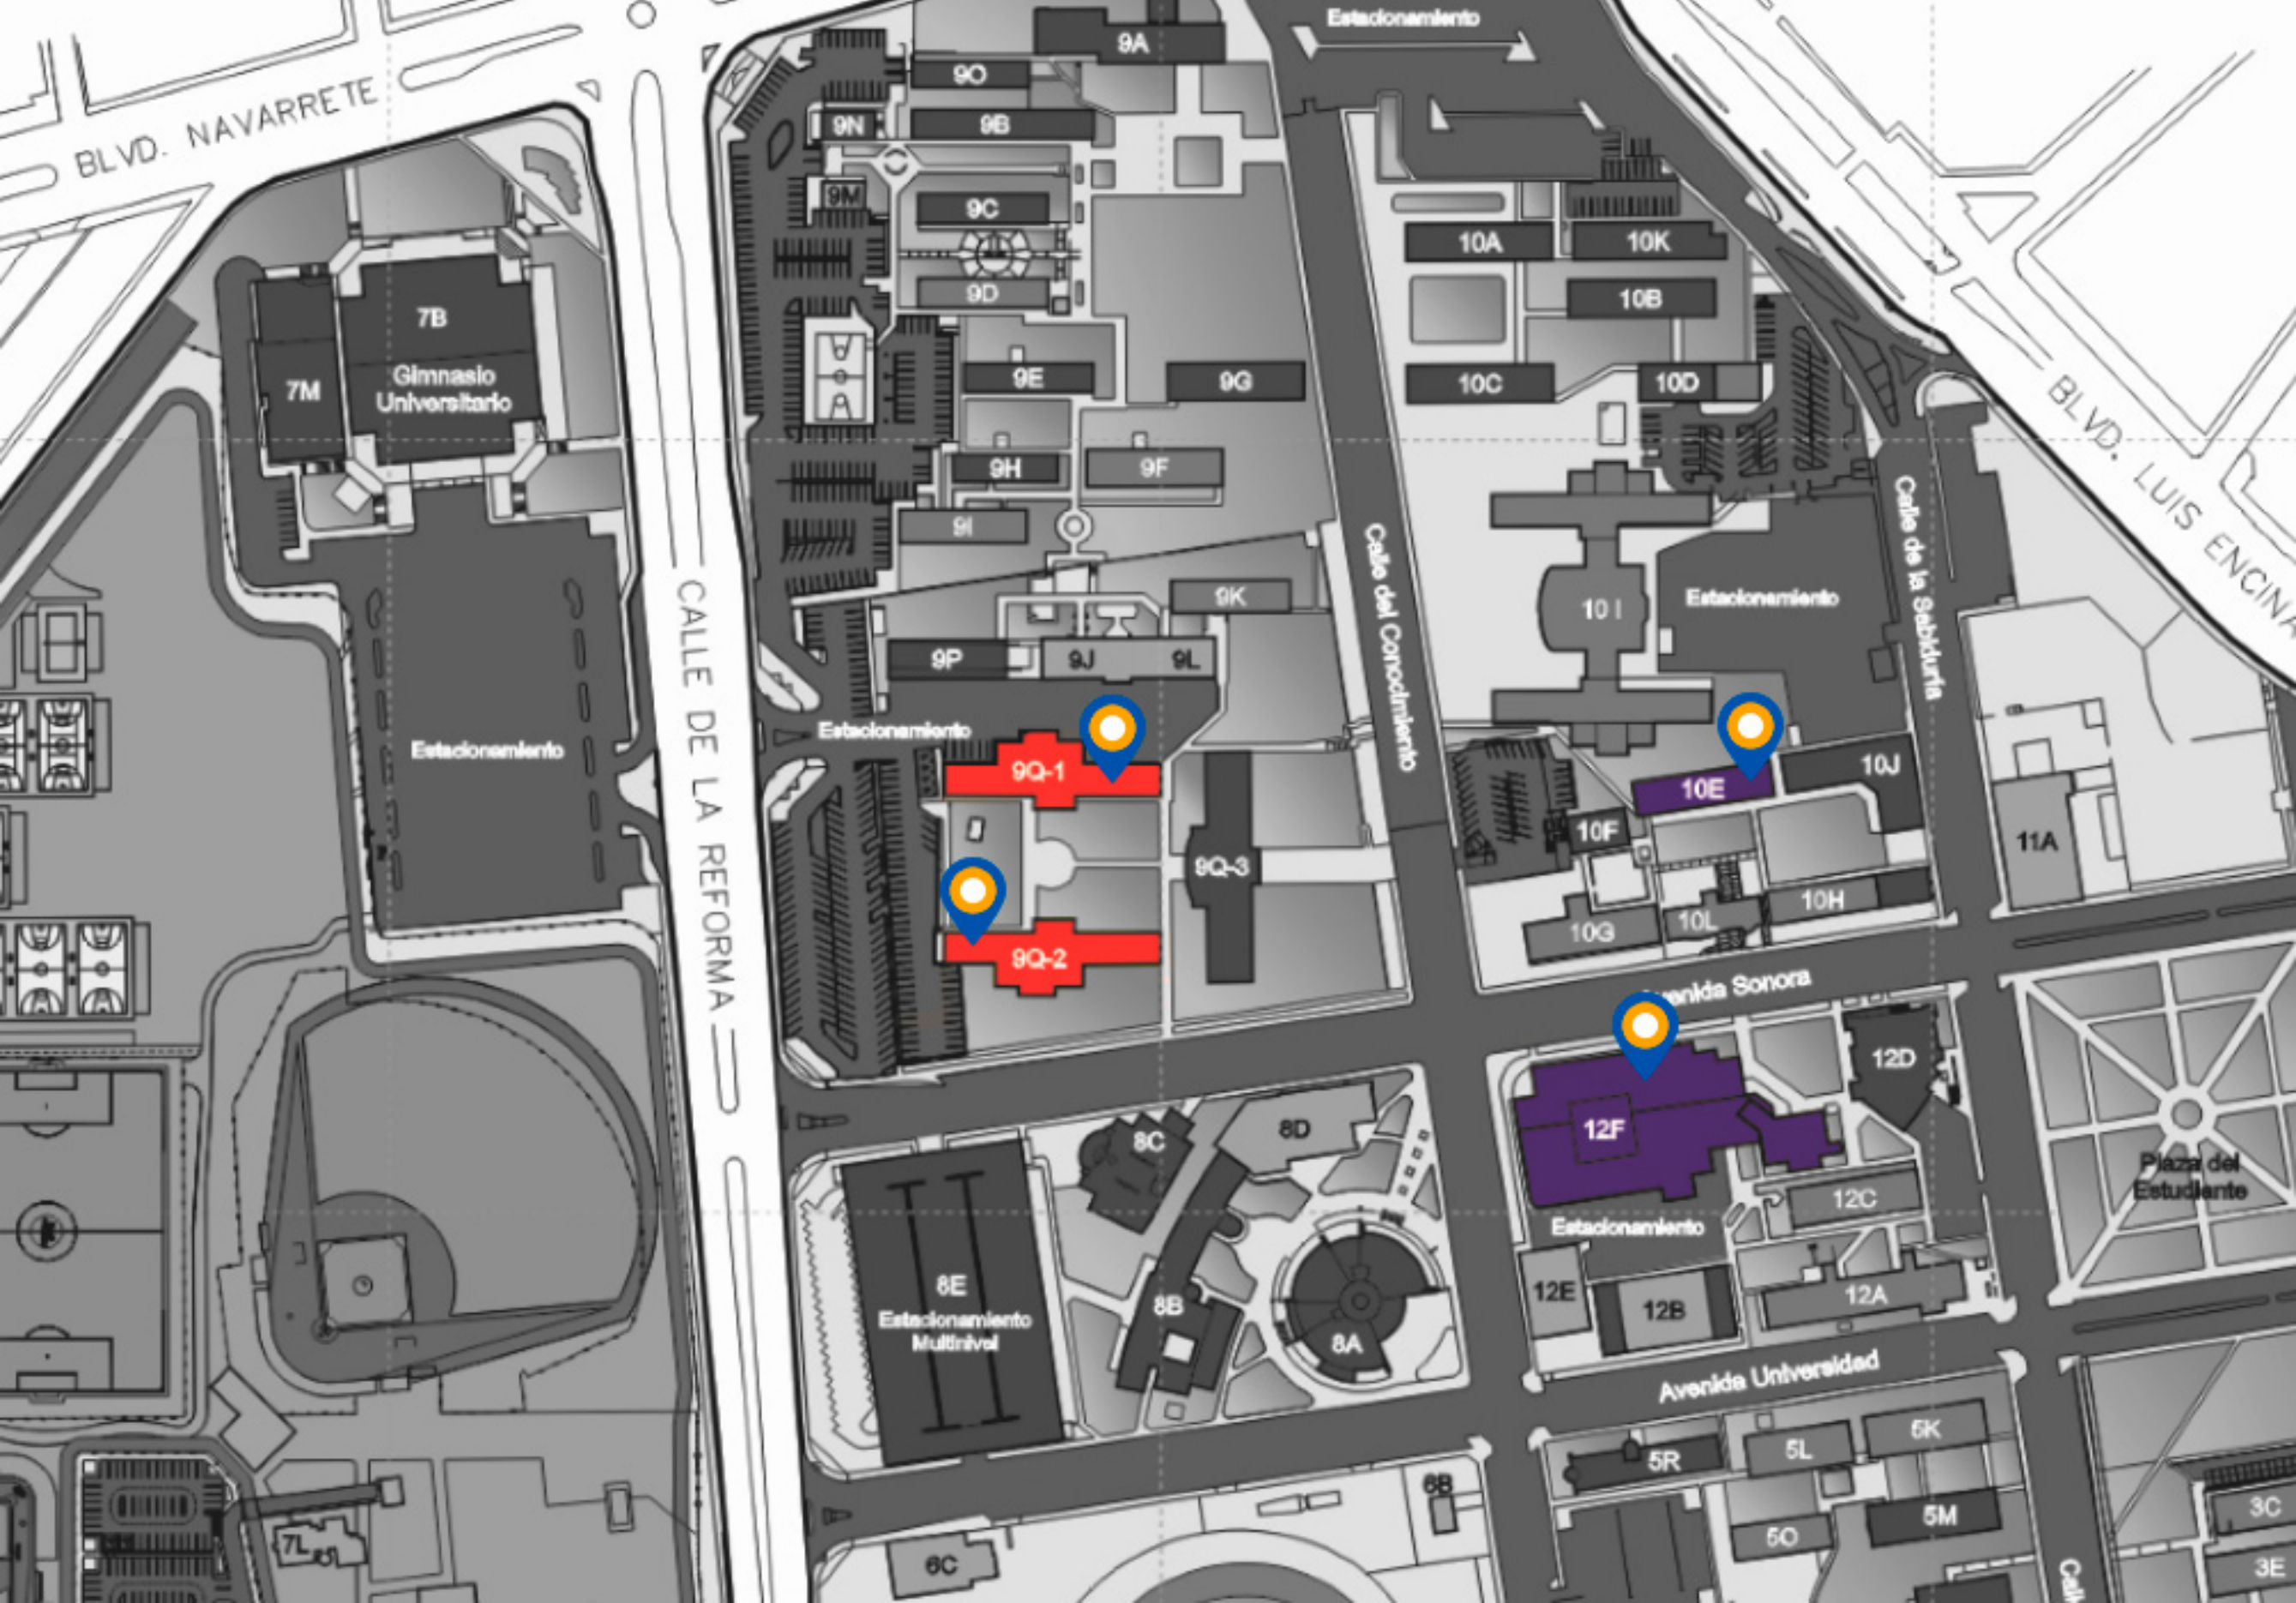 Estacionamiento
9A
9O
BLVD. NAVARRETE
9N
9B
9M
9C
10A
10K
9D
10B
7B
Gimnasio
Universitario
7M
9E
9G
10C
10D
BLVD. LUIS ENCINA
9H
9F
9I
Calle del Conocimiento
Calle de la Sabiduría
CALLE DE LA REFORMA
9K
10 I
Estacionamiento
9P
9J
9L
Estacionamiento
Estacionamiento
9Q-1
10E
10J
10F
11A
9Q-3
10H
10G
10L
9Q-2
Avenida Sonora
12D
12F
8C
8D
Plaza del
Estudiante
12C
Estacionamiento
8E
Estacionamiento
Multinivel
8B
8A
12E
12B
12A
Avenida Universidad
5R
5L
5K
6B
5M
5O
3C
7L
6C
3E
Call